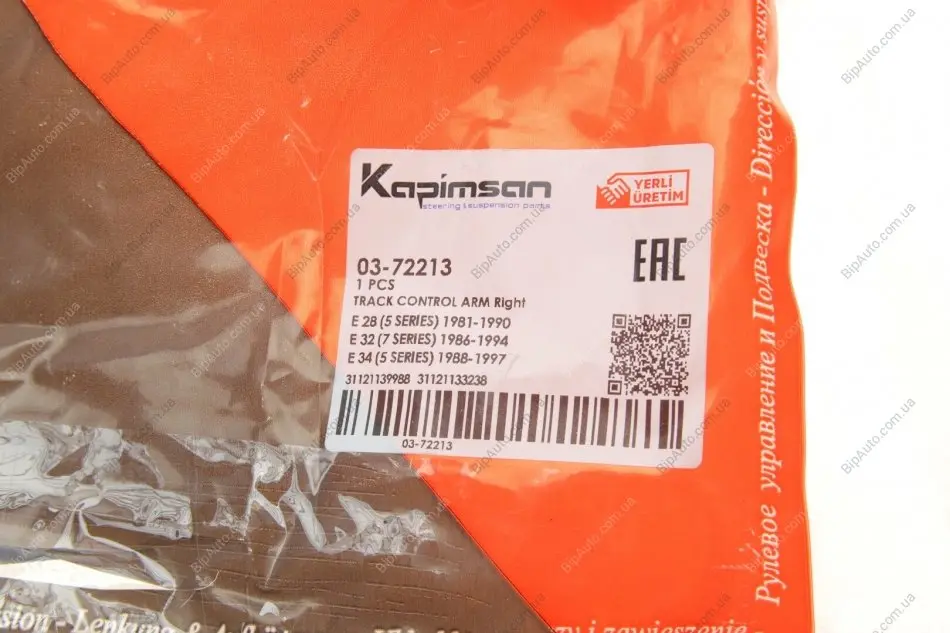 Kapimsan
steering & suspension parts
YERLİ
ÜRETİM
EAC
03-72213
1 PCS
TRACK CONTROL ARM Right
E 28 (5 SERIES) 1981-1990
E 32 (7 SERIES) 1986-1994
E 34 (5 SERIES) 1988-1997
31121139988 31121133238
03-72213
Рулевое управление и Подвеска - Dirección y
- Lenkung &
i zawieszenie -
BipAuto.com.ua